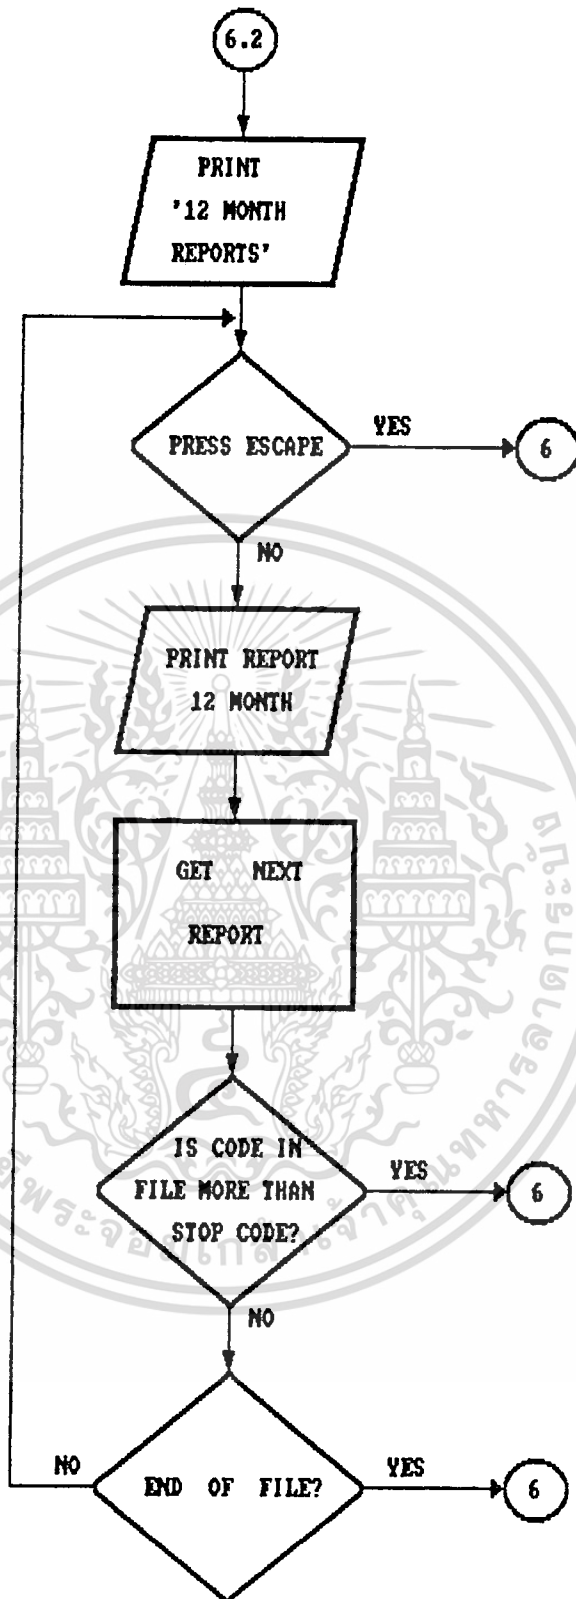 6.2
PRINT
'12 MONTH
REPORTS'
PRESS ESCAPE
YES
6
NO
PRINT REPORT
12 MONTH
GET NEXT
REPORT
IS CODE IN
FILE MORE THAN
STOP CODE?
YES
6
NO
END OF FILE?
NO
YES
6